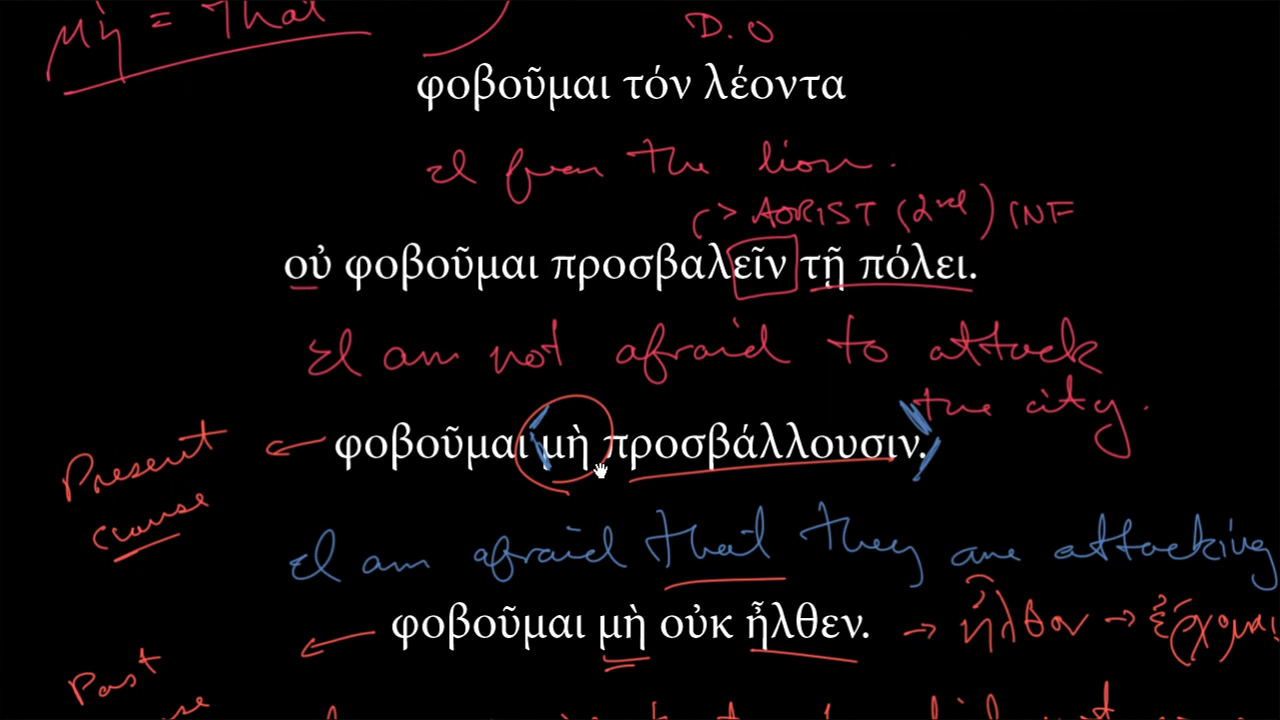 μὴ = that
D.O
φοβοῦμαι τόν λέοντα
I fear the lion.
(> AORIST (2nd) INF
οὐ φοβοῦμαι προσβαλεῖν τῇ πόλει.
I am not afraid to attack
the city.
φοβοῦμαι μὴ προσβάλλουσιν.
Present
clause
I am afraid that they are attacking
φοβοῦμαι μὴ οὐκ ἦλθεν. → ἦλθον → ἔρχομαι
Past